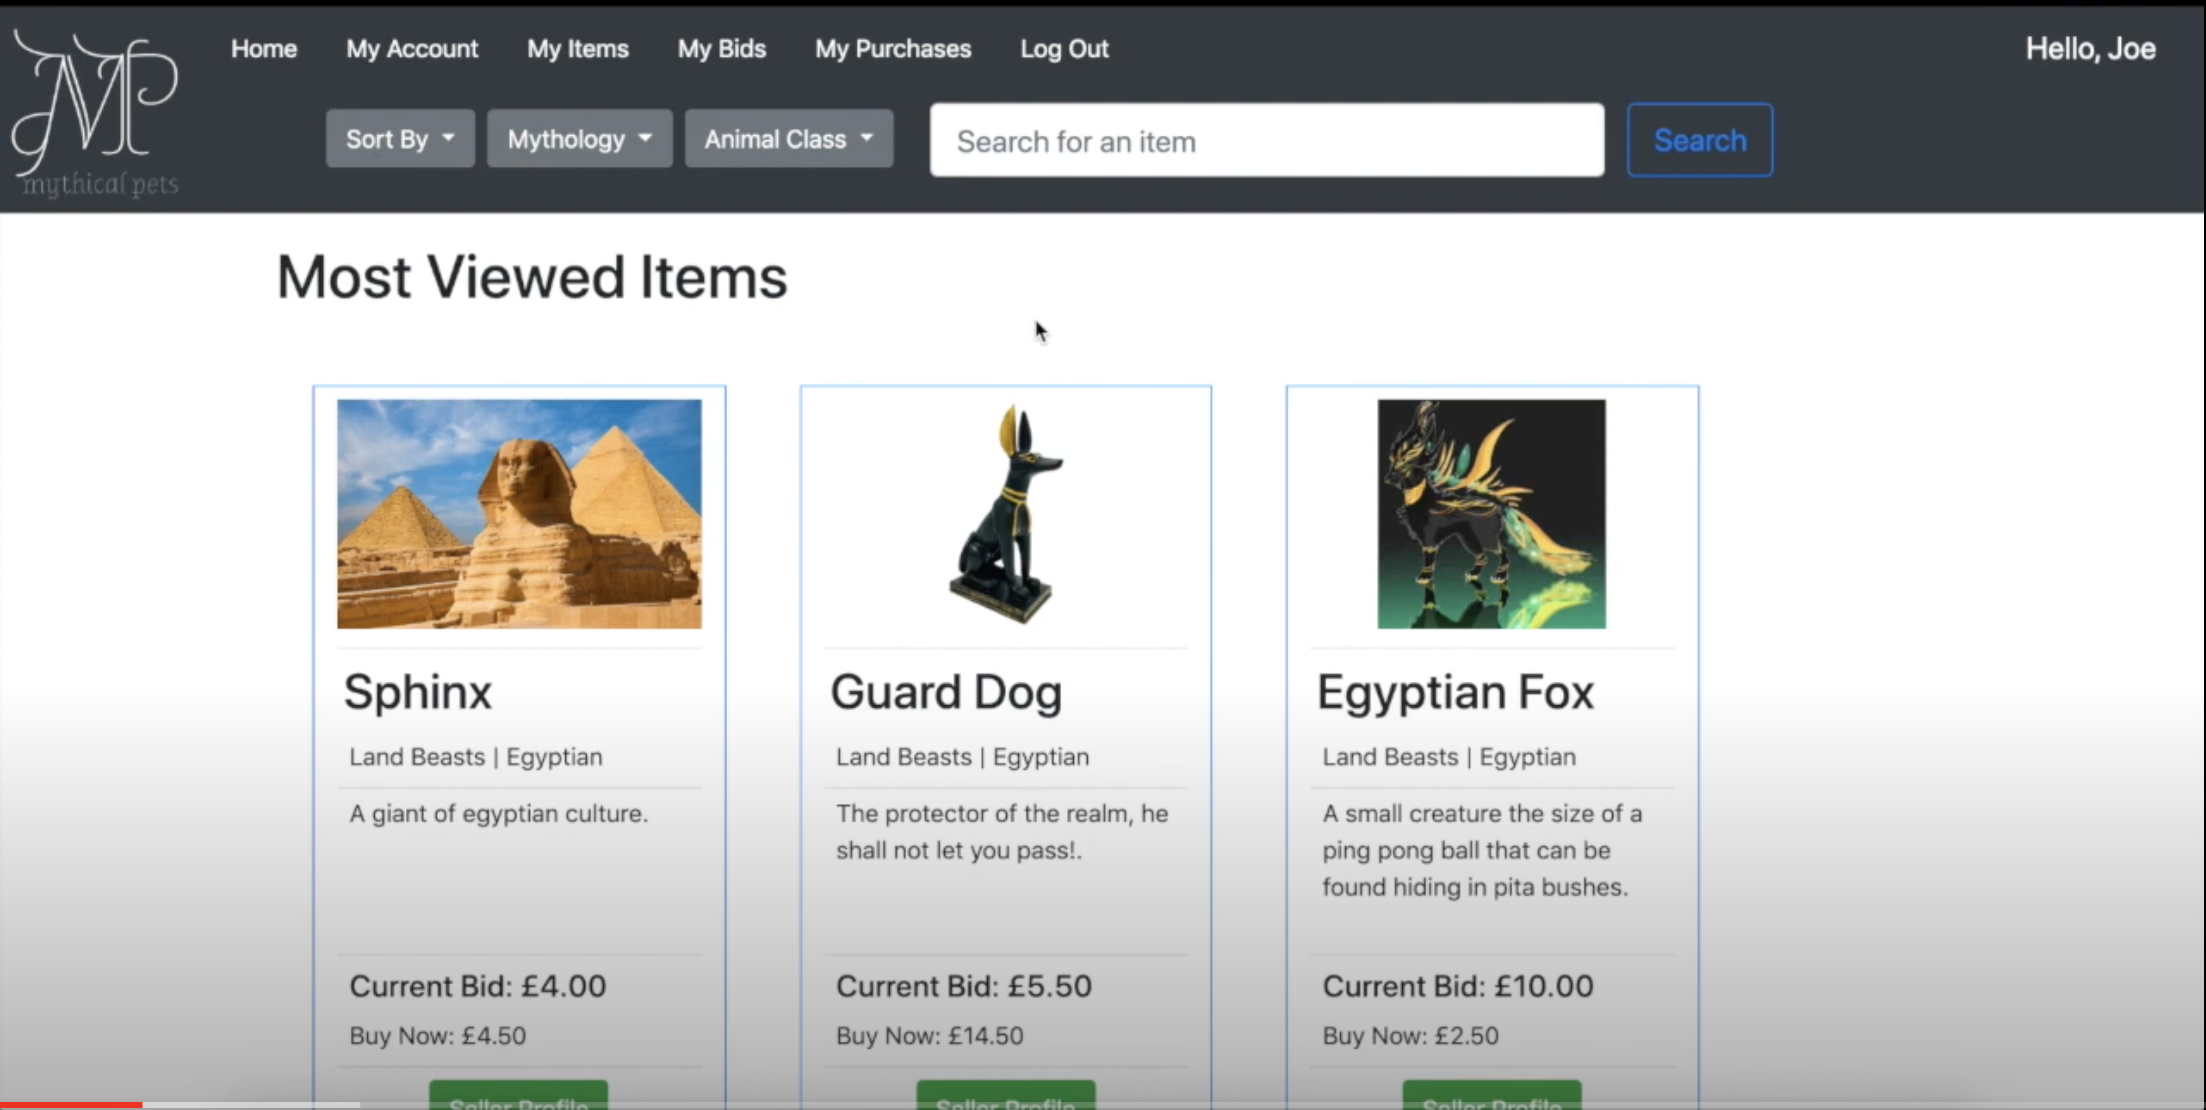 Home My Account My Items My Bids My Purchases Log Out Hello, Joe
MP
mythical pets
Sort By Mythology Animal Class Search for an item Search
Most Viewed Items
Sphinx
Land Beasts | Egyptian
A giant of egyptian culture.
Current Bid: £4.00
Buy Now: £4.50
Seller Profile
Guard Dog
Land Beasts | Egyptian
The protector of the realm, he
shall not let you pass!.
Current Bid: £5.50
Buy Now: £14.50
Seller Profile
Egyptian Fox
Land Beasts | Egyptian
A small creature the size of a
ping pong ball that can be
found hiding in pita bushes.
Current Bid: £10.00
Buy Now: £2.50
Seller Profile